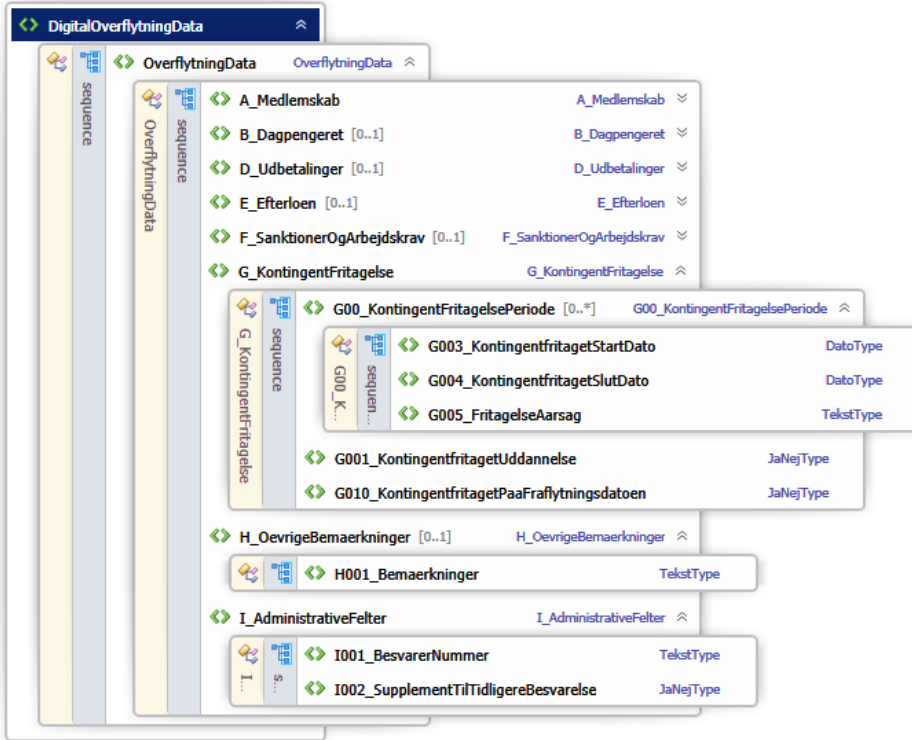 DigitalOverflytningData
sequence
OverflytningData OverflytningData
OverflytningData
sequence
A_Medlemskab A_Medlemskab
B_Dagpengeret [0..1] B_Dagpengeret
D_Udbetalinger [0..1] D_Udbetalinger
E_Efterloen [0..1] E_Efterloen
F_SanktionerOgArbejdskrav [0..1] F_SanktionerOgArbejdskrav
G_KontingentFritagelse G_KontingentFritagelse
G_KontingentFritagelse
sequence
G00_KontingentFritagelsePeriode [0..*] G00_KontingentFritagelsePeriode
G00_K...
sequen...
G003_KontingentfritagetStartDato DatoType
G004_KontingentfritagetSlutDato DatoType
G005_FritagelseAarsag TekstType
G001_KontingentfritagetUddannelse JaNejType
G010_KontingentfritagetPaaFraflytningsdatoen JaNejType
H_OevrigeBemaerkninger [0..1] H_OevrigeBemaerkninger
H001_Bemaerkninger TekstType
I_AdministrativeFelter I_AdministrativeFelter
I...
s...
I001_BesvarerNummer TekstType
I002_SupplementTilTidligereBesvarelse JaNejType